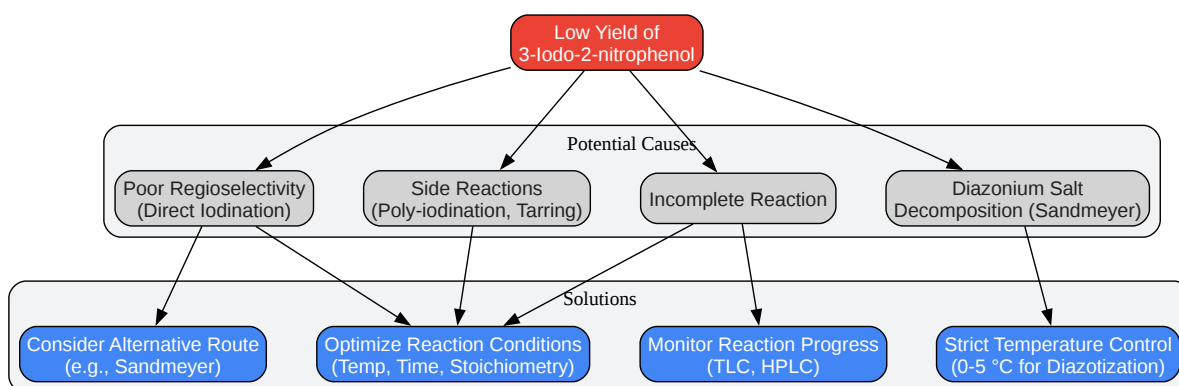 Low Yield of
3-Iodo-2-nitrophenol
Potential Causes
Poor Regioselectivity
(Direct Iodination)
Side Reactions
(Poly-iodination, Tarring)
Incomplete Reaction
Diazonium Salt
Decomposition (Sandmeyer)
Solutions
Consider Alternative Route
(e.g., Sandmeyer)
Optimize Reaction Conditions
(Temp, Time, Stoichiometry)
Monitor Reaction Progress
(TLC, HPLC)
Strict Temperature Control
(0-5 °C for Diazotization)